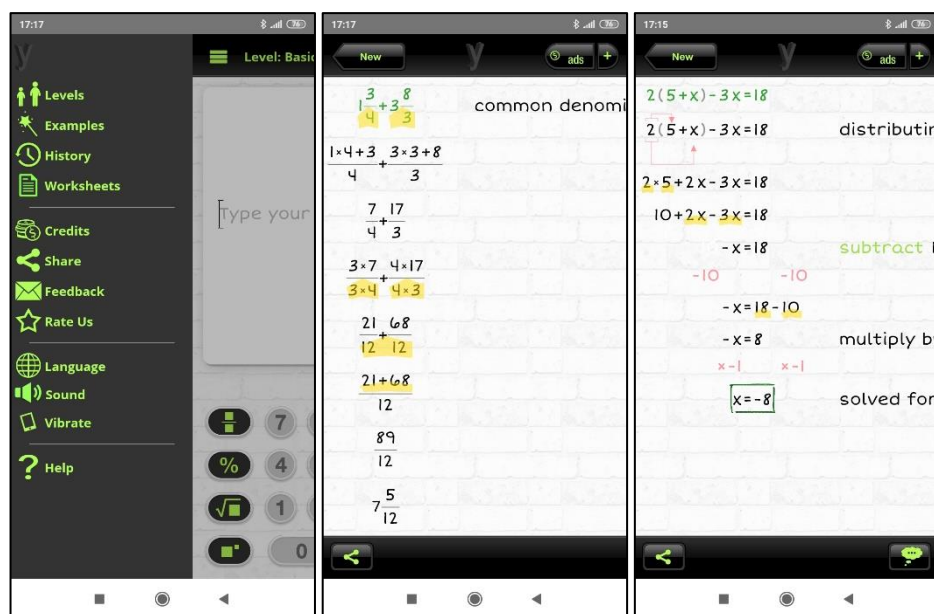 17:17
76
y
Levels
Examples
History
Worksheets
Credits
Share
Feedback
Rate Us
Language
Sound
Vibrate
Help
Level: Basic
Type your
7
%
4
√
1
0
17:17
76
New
y
ads +
1 3/4 + 3 8/3
common denomi
1×4+3/4 + 3×3+8/3
7/4 + 17/3
3×7/3×4 + 4×17/4×3
21/12 + 68/12
21+68/12
89/12
7 5/12
17:15
76
New
y
ads +
2(5+x)-3x=18
2(5+x)-3x=18
distributin
2×5+2x-3x=18
10+2x-3x=18
-x=18
subtract
-10 -10
-x=18-10
-x=8
multiply b
×-1 ×-1
x=-8
solved for